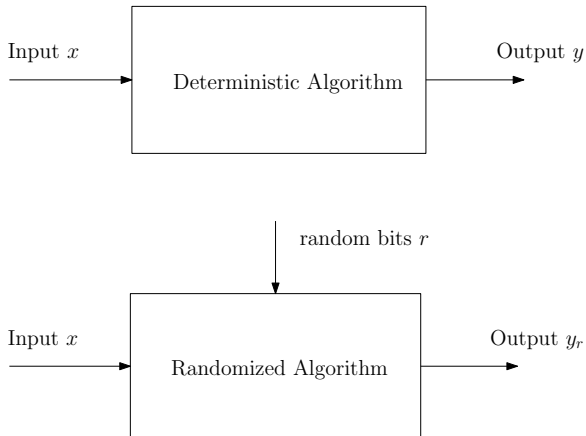 Input x
Output y
Deterministic Algorithm
random bits r
Input x
Output y_r
Randomized Algorithm